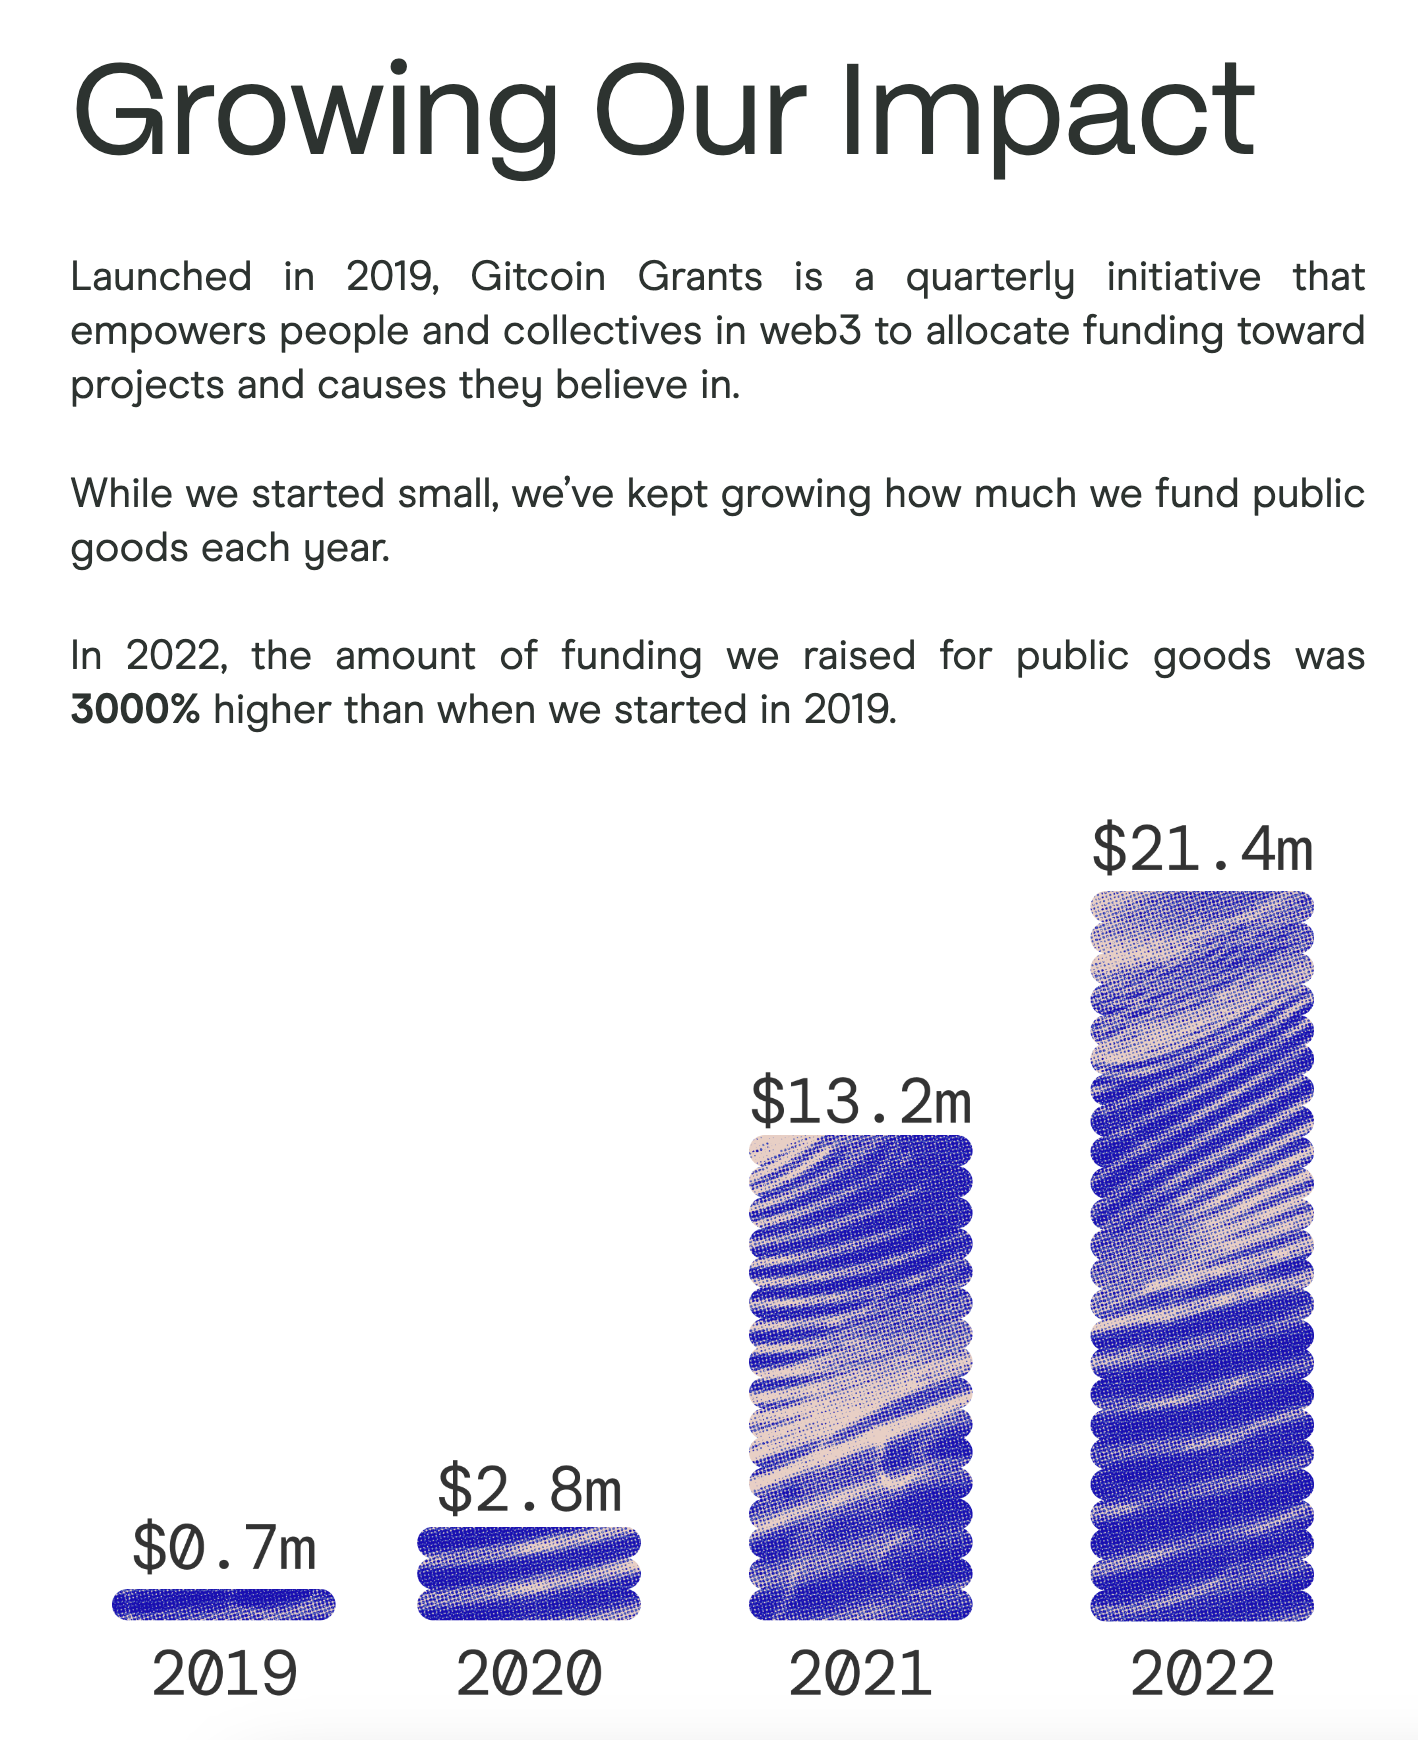 Growing Our Impact
Launched in 2019, Gitcoin Grants is a quarterly initiative that
empowers people and collectives in web3 to allocate funding toward
projects and causes they believe in.
While we started small, we’ve kept growing how much we fund public
goods each year.
In 2022, the amount of funding we raised for public goods was
3000% higher than when we started in 2019.
$0.7m
$2.8m
$13.2m
$21.4m
2019
2020
2021
2022